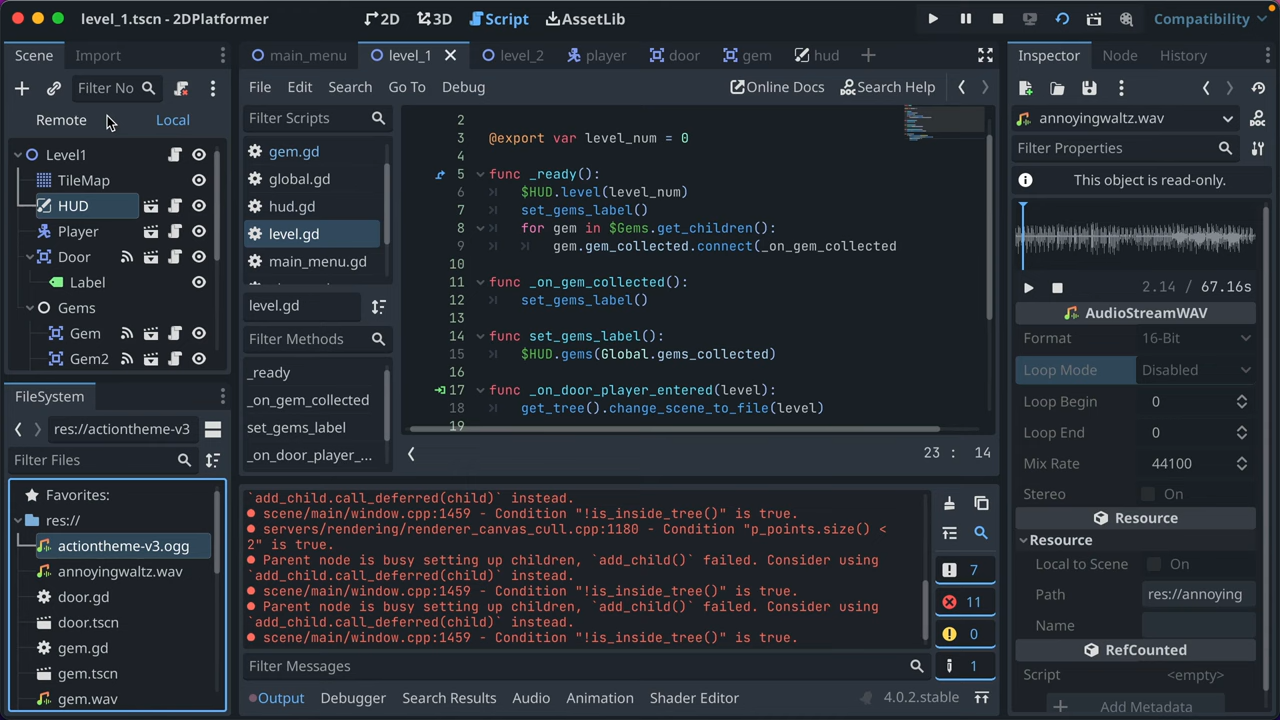 level_1.tscn - 2DPlatformer
2D 3D Script AssetLib
Compatibility
Scene Import
main_menu level_1 level_2 player door gem hud
Inspector Node History
Filter No
File Edit Search Go To Debug
Online Docs Search Help
Remote Local
Filter Scripts
annoyingwaltz.wav
Filter Properties
This object is read-only.
Level1
TileMap
HUD
Player
Door
Label
Gems
Gem
Gem2
gem.gd
global.gd
hud.gd
level.gd
main_menu.gd
level.gd
Filter Methods
_ready
_on_gem_collected
set_gems_label
_on_door_player_...
2
3 @export var level_num = 0
4
5 func _ready():
6 $HUD.level(level_num)
7 set_gems_label()
8 for gem in $Gems.get_children():
9 gem.gem_collected.connect(_on_gem_collected
10
11 func _on_gem_collected():
12 set_gems_label()
13
14 func set_gems_label():
15 $HUD.gems(Global.gems_collected)
16
17 func _on_door_player_entered(level):
18 get_tree().change_scene_to_file(level)
19
23 : 14
2.14 / 67.16s
AudioStreamWAV
Format 16-Bit
Loop Mode Disabled
Loop Begin 0
Loop End 0
Mix Rate 44100
Stereo On
Resource
Resource
Local to Scene On
Path res://annoying
Name
RefCounted
Script <empty>
Add Metadata
FileSystem
res://actiontheme-v3
Filter Files
Favorites:
res://
actiontheme-v3.ogg
annoyingwaltz.wav
door.gd
door.tscn
gem.gd
gem.tscn
gem.wav
`add_child.call_deferred(child)` instead.
scene/main/window.cpp:1459 - Condition "!is_inside_tree()" is true.
servers/rendering/renderer_canvas_cull.cpp:1180 - Condition "p_points.size() <
2" is true.
Parent node is busy setting up children, `add_child()` failed. Consider using
`add_child.call_deferred(child)` instead.
scene/main/window.cpp:1459 - Condition "!is_inside_tree()" is true.
Parent node is busy setting up children, `add_child()` failed. Consider using
`add_child.call_deferred(child)` instead.
scene/main/window.cpp:1459 - Condition "!is_inside_tree()" is true.
7
11
0
1
Filter Messages
Output Debugger Search Results Audio Animation Shader Editor
4.0.2.stable